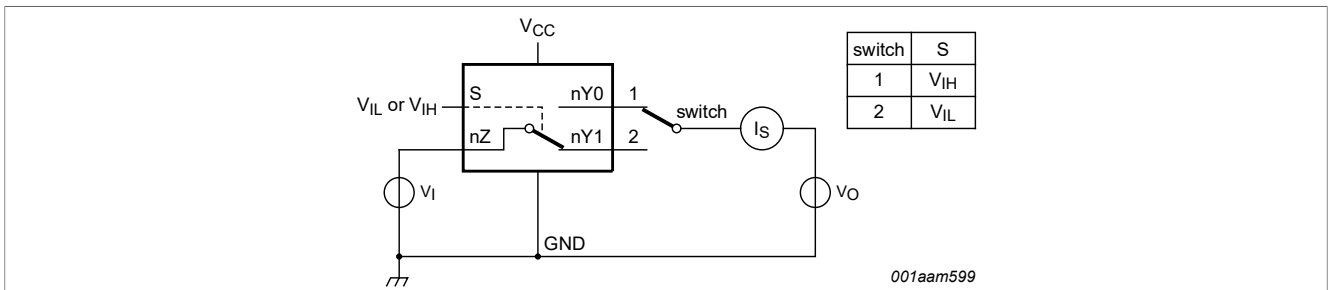 VCC
switch S
1 VIH
2 VIL
S
nY0
1
VIL or VIH
switch
nZ
nY1
2
IS
VI
VO
GND
001aam599